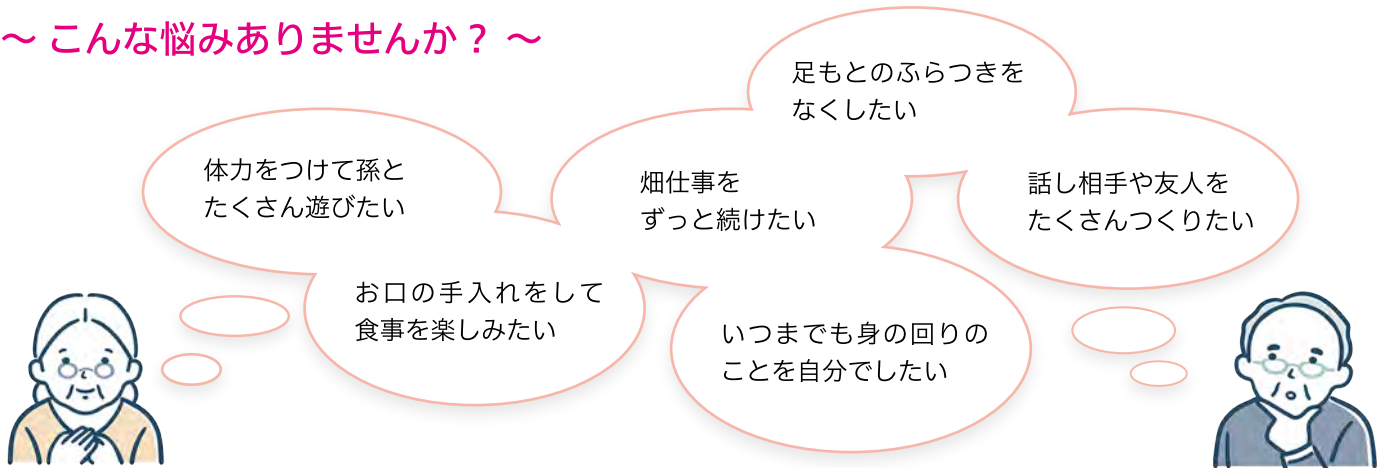 ～ こんな悩みありませんか？ ～
足もとのふらつきを
なくしたい
体力をつけて孫と
たくさん遊びたい
畑仕事を
ずっと続けたい
話し相手や友人を
たくさんつくりたい
お口の手入れをして
食事を楽しみたい
いつまでも身の回りの
ことを自分でしたい